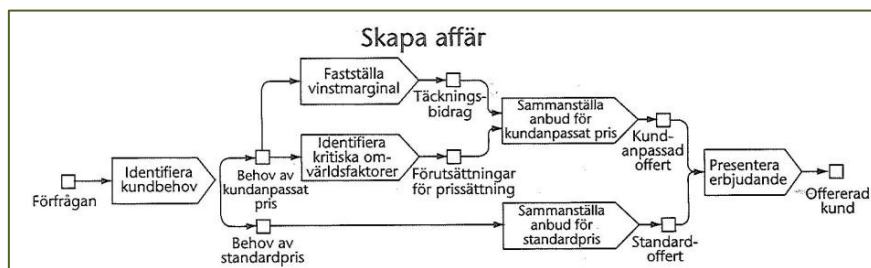 Skapa affär
Fastställa
vinstmarginal
Täcknings-
bidrag
Sammanställa
anbud för
kundanpassat pris
Kund-
anpassad
offert
Identifiera
kundbehov
Förfrågan
Behov av
kundanpassat
pris
Identifiera
kritiska om-
världsfaktorer
Förutsättningar
för prissättning
Presentera
erbjudande
Offererad
kund
Behov av
standardpris
Sammanställa
anbud för
standardpris
Standard-
offert